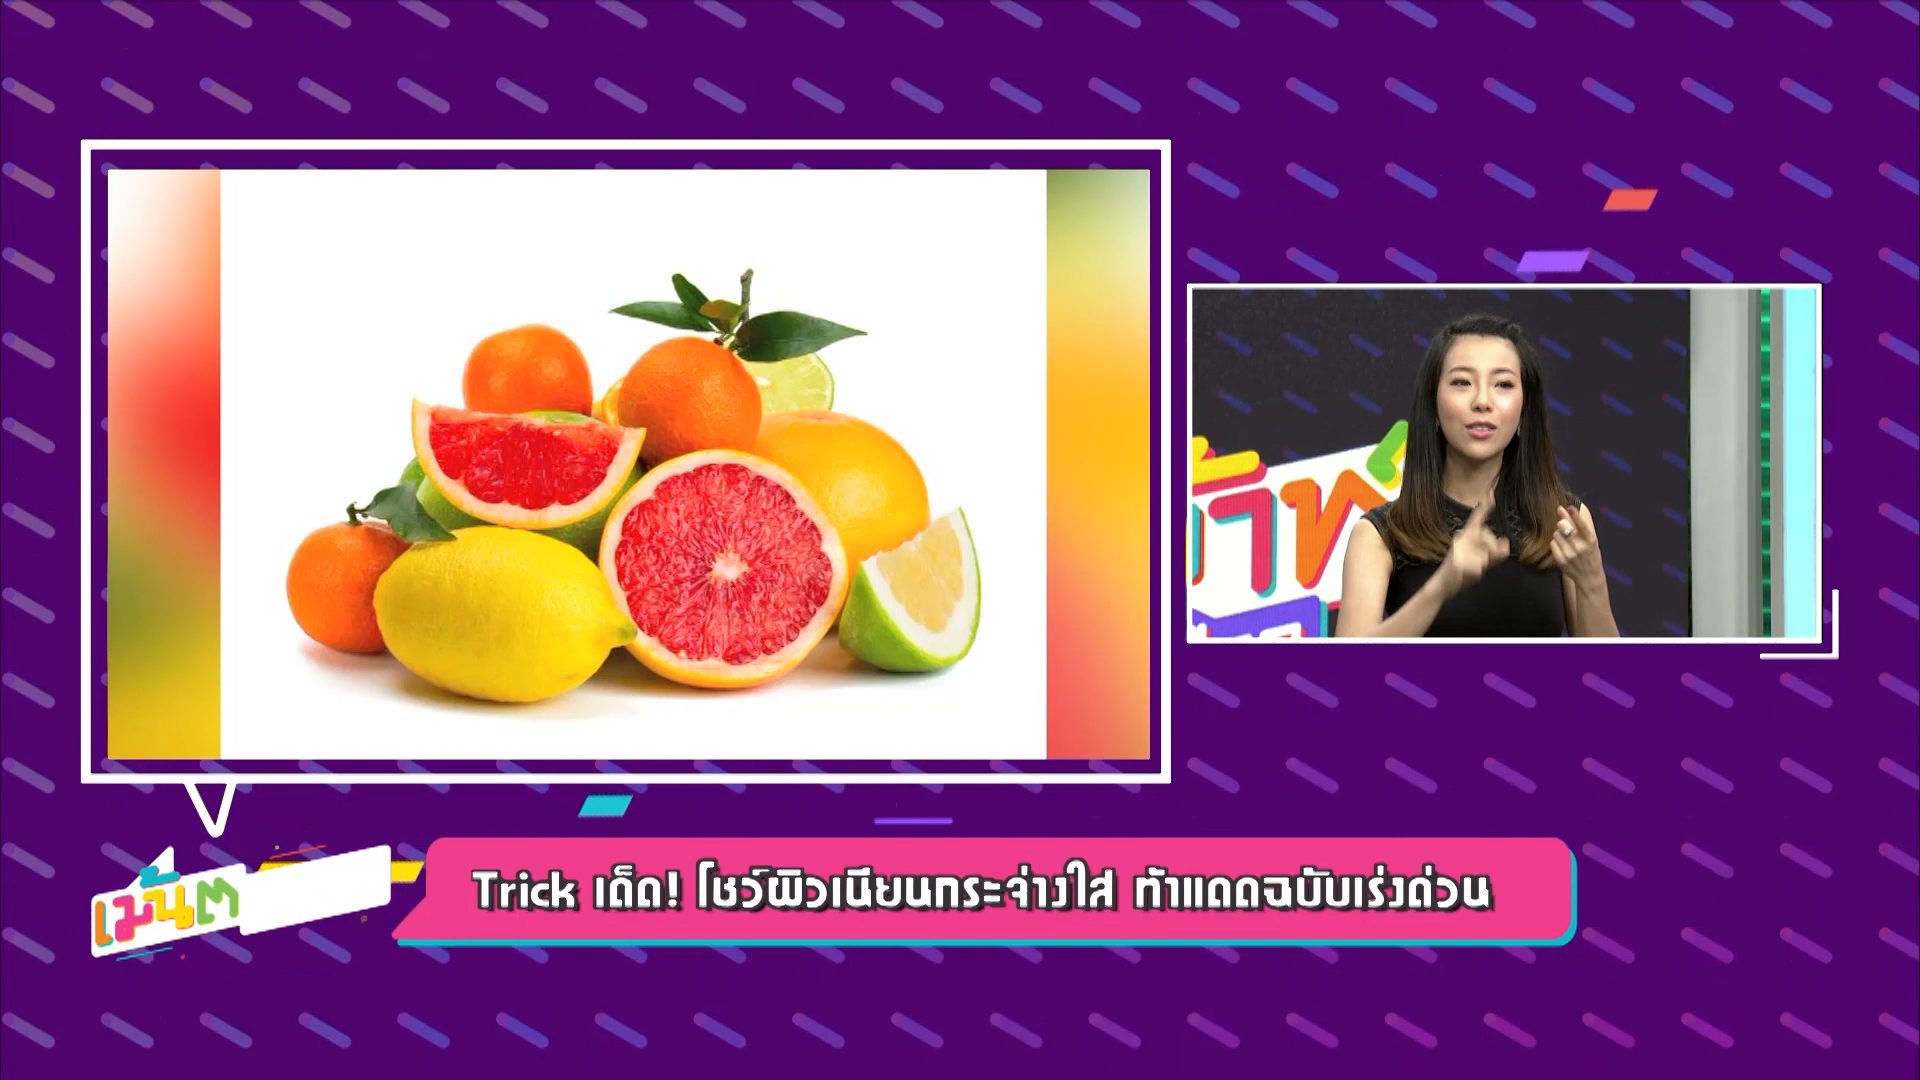 เม้นต
Trick เด็ด! โชว์ผิวเนียนกระจ่างใส ท้าแดดฉบับเร่งด่วน